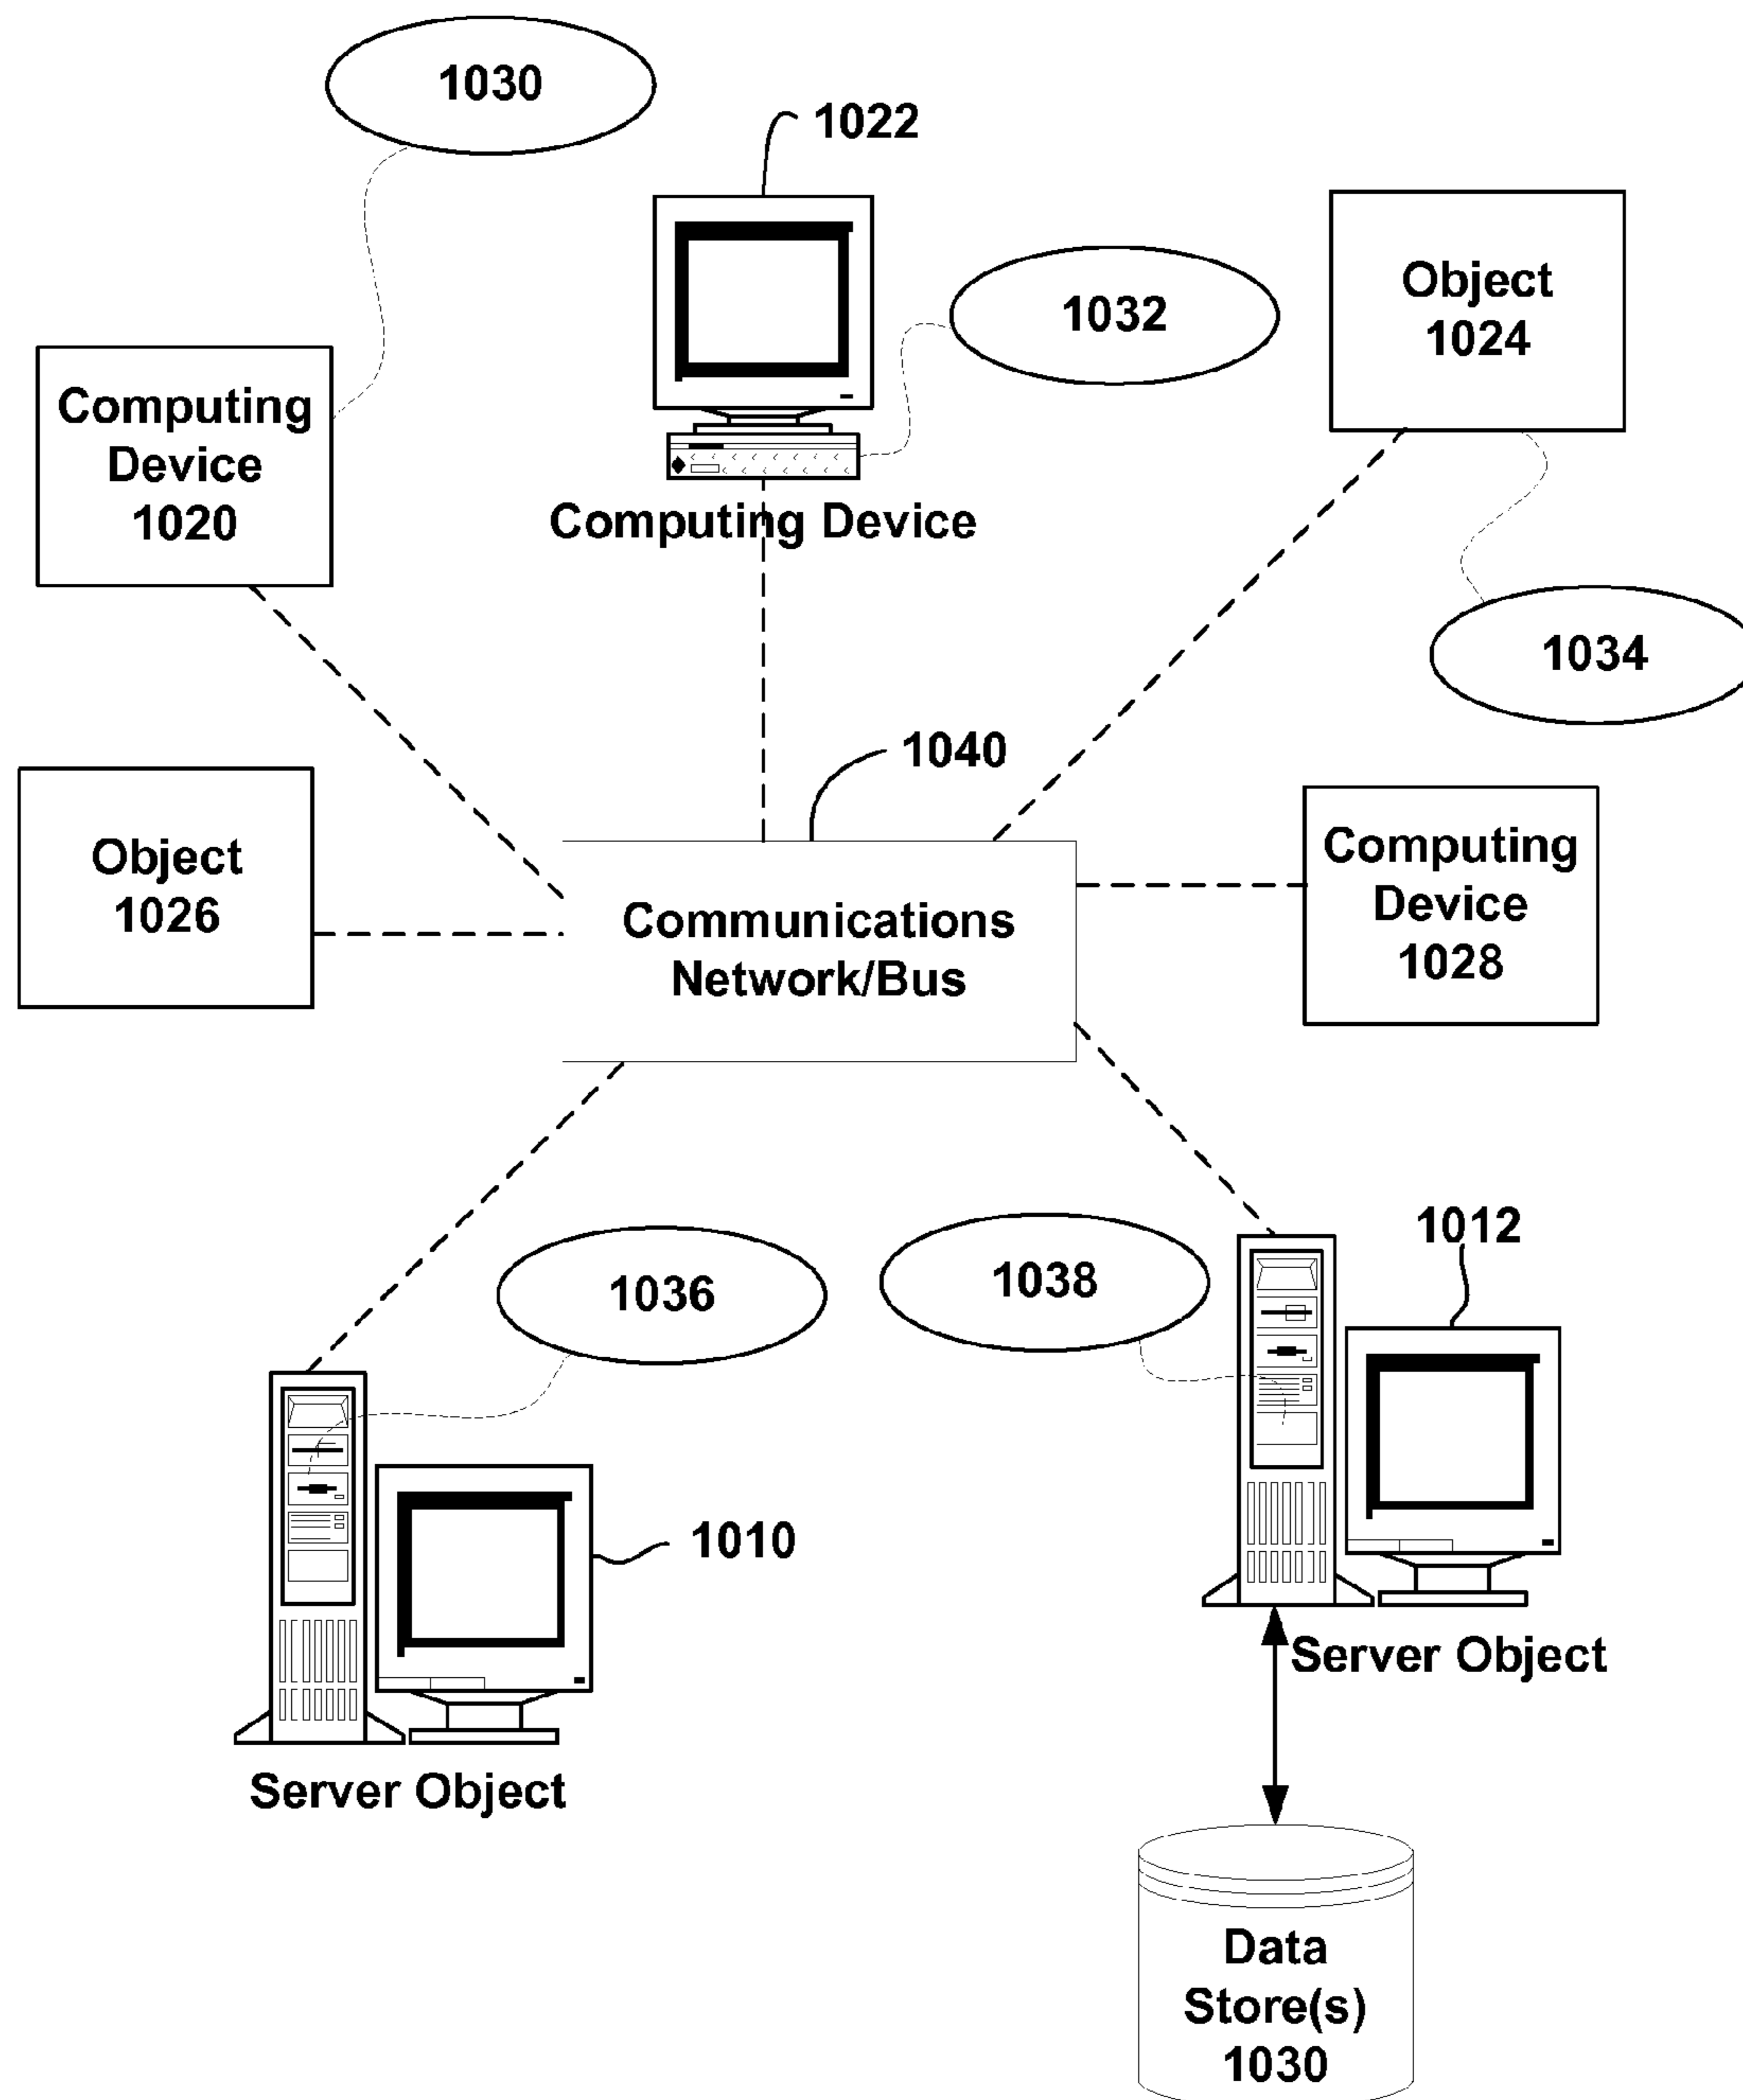 1030
1022
1032
Object
1024
Computing
Device
1020
Computing Device
1034
1040
Object
1026
Communications
Network/Bus
Computing
Device
1028
1012
1036
1038
1010
Server Object
Server Object
Data
Store(s)
1030